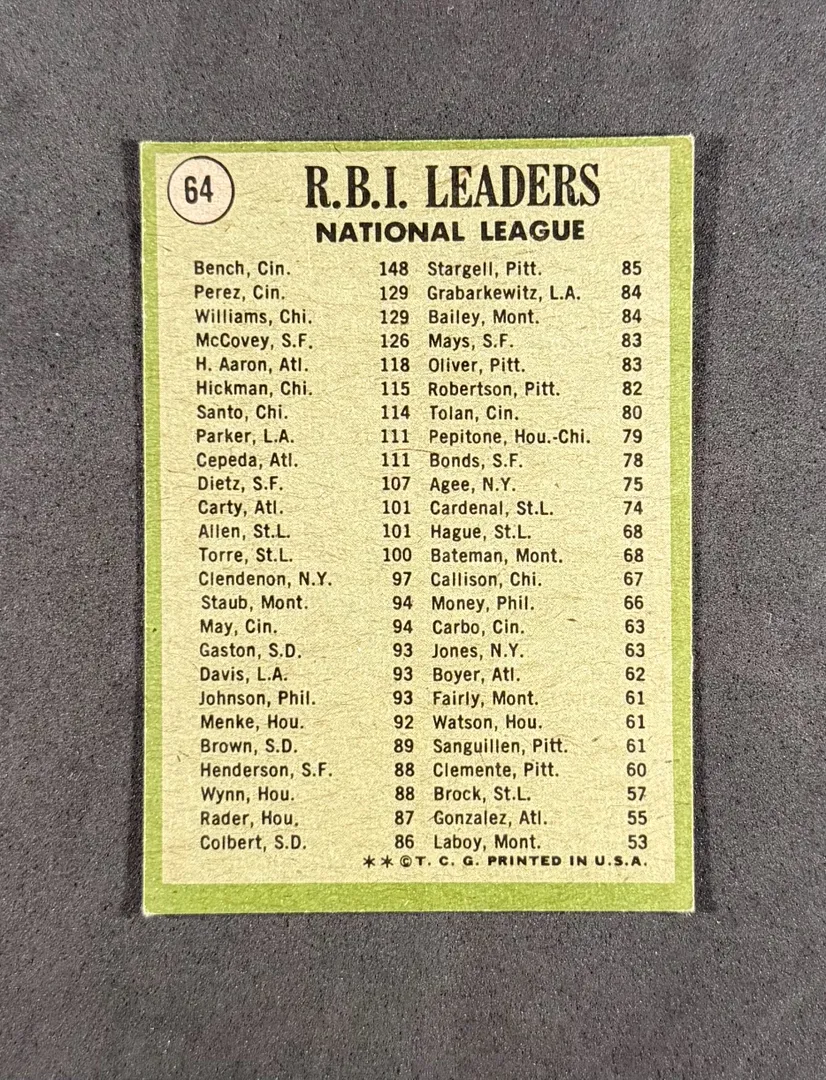 64
R.B.I. LEADERS
NATIONAL LEAGUE
Bench, Cin. 148 Stargell, Pitt. 85
Perez, Cin. 129 Grabarkewitz, L.A. 84
Williams, Chi. 129 Bailey, Mont. 84
McCovey, S.F. 126 Mays, S.F. 83
H. Aaron, Atl. 118 Oliver, Pitt. 83
Hickman, Chi. 115 Robertson, Pitt. 82
Santo, Chi. 114 Tolan, Cin. 80
Parker, L.A. 111 Pepitone, Hou.-Chi. 79
Cepeda, Atl. 111 Bonds, S.F. 78
Dietz, S.F. 107 Agee, N.Y. 75
Carty, Atl. 101 Cardenal, St.L. 74
Allen, St.L. 101 Hague, St.L. 68
Torre, St.L. 100 Bateman, Mont. 68
Clendenon, N.Y. 97 Callison, Chi. 67
Staub, Mont. 94 Money, Phil. 66
May, Cin. 94 Carbo, Cin. 63
Gaston, S.D. 93 Jones, N.Y. 63
Davis, L.A. 93 Boyer, Atl. 62
Johnson, Phil. 93 Fairly, Mont. 61
Menke, Hou. 92 Watson, Hou. 61
Brown, S.D. 89 Sanguillen, Pitt. 61
Henderson, S.F. 88 Clemente, Pitt. 60
Wynn, Hou. 88 Brock, St.L. 57
Rader, Hou. 87 Gonzalez, Atl. 55
Colbert, S.D. 86 Laboy, Mont. 53
** © T. C. G. PRINTED IN U.S.A.